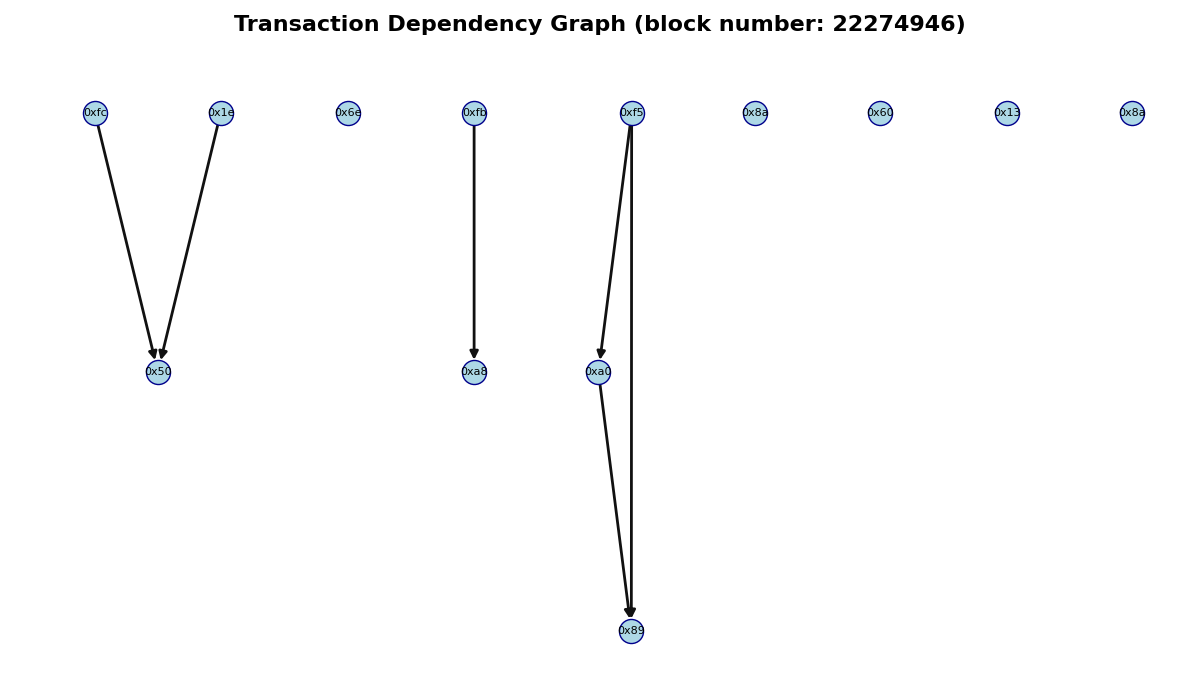 Transaction Dependency Graph (block number: 22274946)
0xfc 0x1e 0x6e 0xfb 0xf5 0x8a 0x60 0x13 0x8a
0x50 0xa8 0xa0
0x89